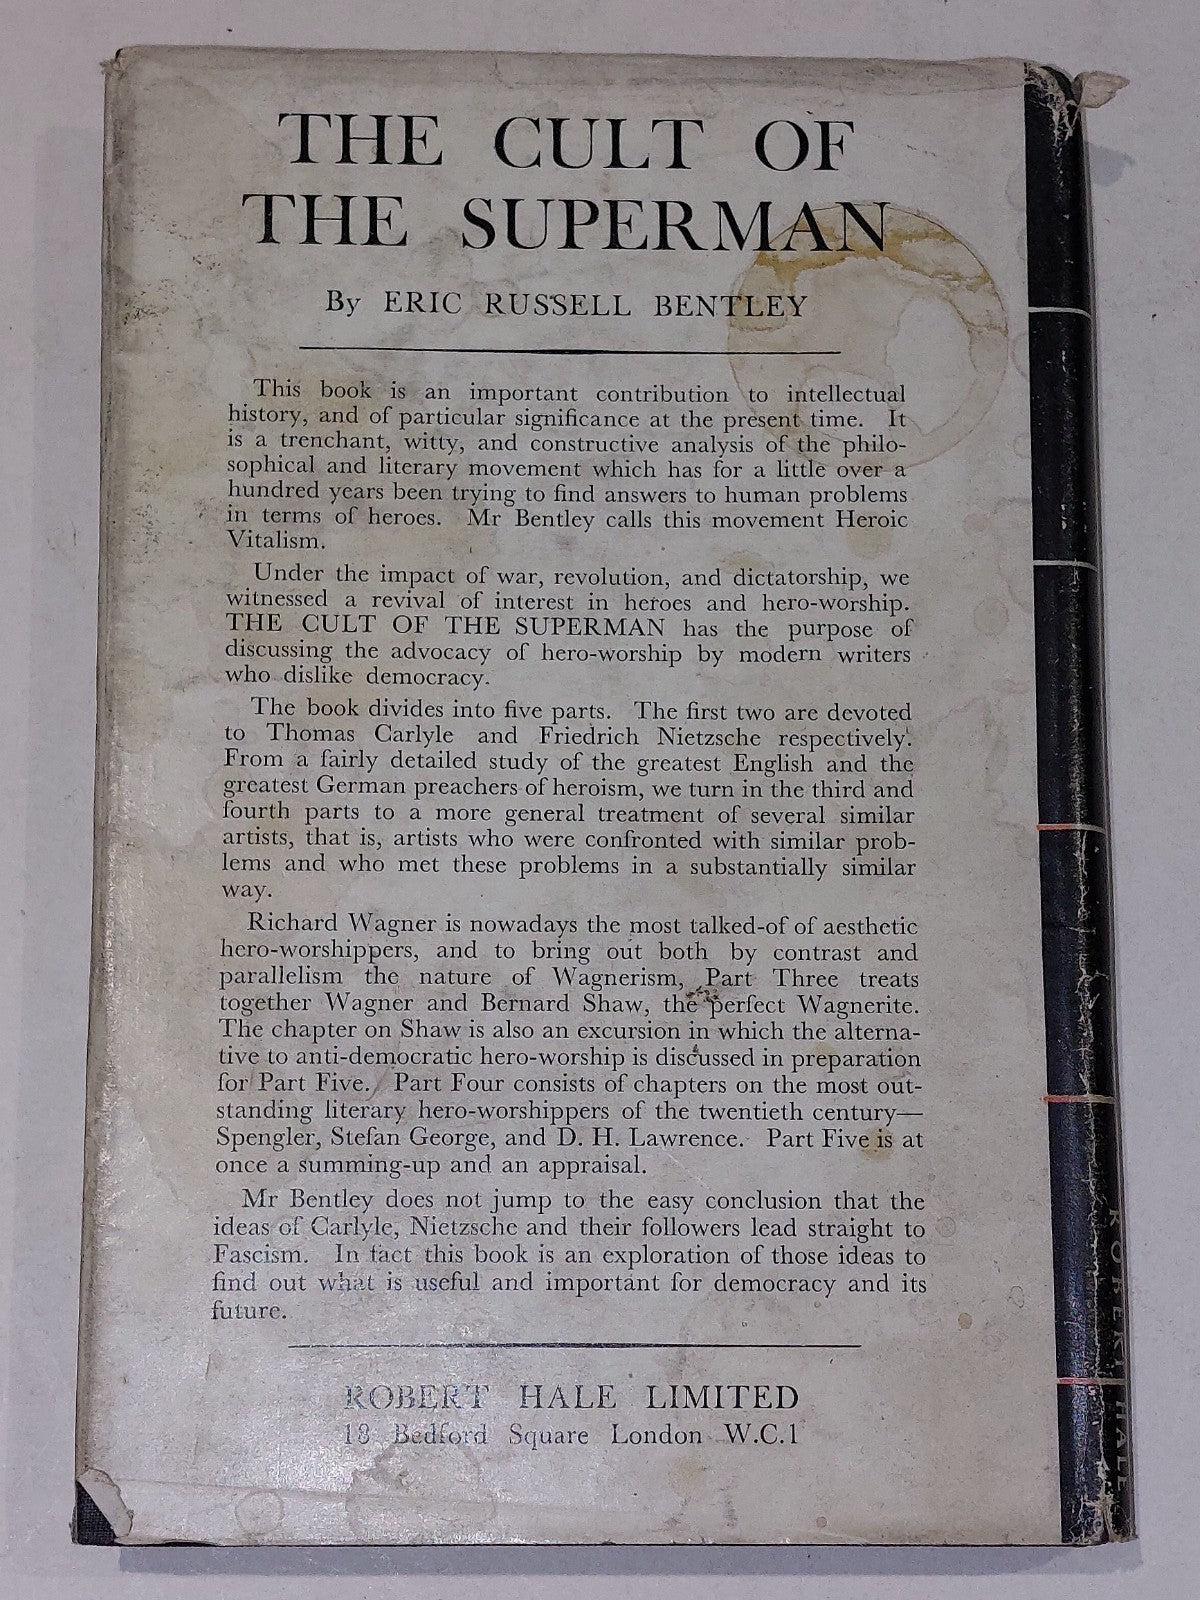 THE CULT OF
THE SUPERMAN
By ERIC RUSSELL BENTLEY
This book is an important contribution to intellectual
history, and of particular significance at the present time. It
is a trenchant, witty, and constructive analysis of the philo-
sophical and literary movement which has for a little over a
hundred years been trying to find answers to human problems
in terms of heroes. Mr Bentley calls this movement Heroic
Vitalism.
Under the impact of war, revolution, and dictatorship, we
witnessed a revival of interest in heroes and hero-worship.
THE CULT OF THE SUPERMAN has the purpose of
discussing the advocacy of hero-worship by modern writers
who dislike democracy.
The book divides into five parts. The first two are devoted
to Thomas Carlyle and Friedrich Nietzsche respectively.
From a fairly detailed study of the greatest English and the
greatest German preachers of heroism, we turn in the third and
fourth parts to a more general treatment of several similar
artists, that is, artists who were confronted with similar prob-
lems and who met these problems in a substantially similar
way.
Richard Wagner is nowadays the most talked-of of aesthetic
hero-worshippers, and to bring out both by contrast and
parallelism the nature of Wagnerism, Part Three treats
together Wagner and Bernard Shaw, the perfect Wagnerite.
The chapter on Shaw is also an excursion in which the alterna-
tive to anti-democratic hero-worship is discussed in preparation
for Part Five. Part Four consists of chapters on the most out-
standing literary hero-worshippers of the twentieth century—
Spengler, Stefan George, and D. H. Lawrence. Part Five is at
once a summing-up and an appraisal.
Mr Bentley does not jump to the easy conclusion that the
ideas of Carlyle, Nietzsche and their followers lead straight to
Fascism. In fact this book is an exploration of those ideas to
find out what is useful and important for democracy and its
future.
ROBERT HALE LIMITED
18 Bedford Square London W.C.1
ROBERT HALE